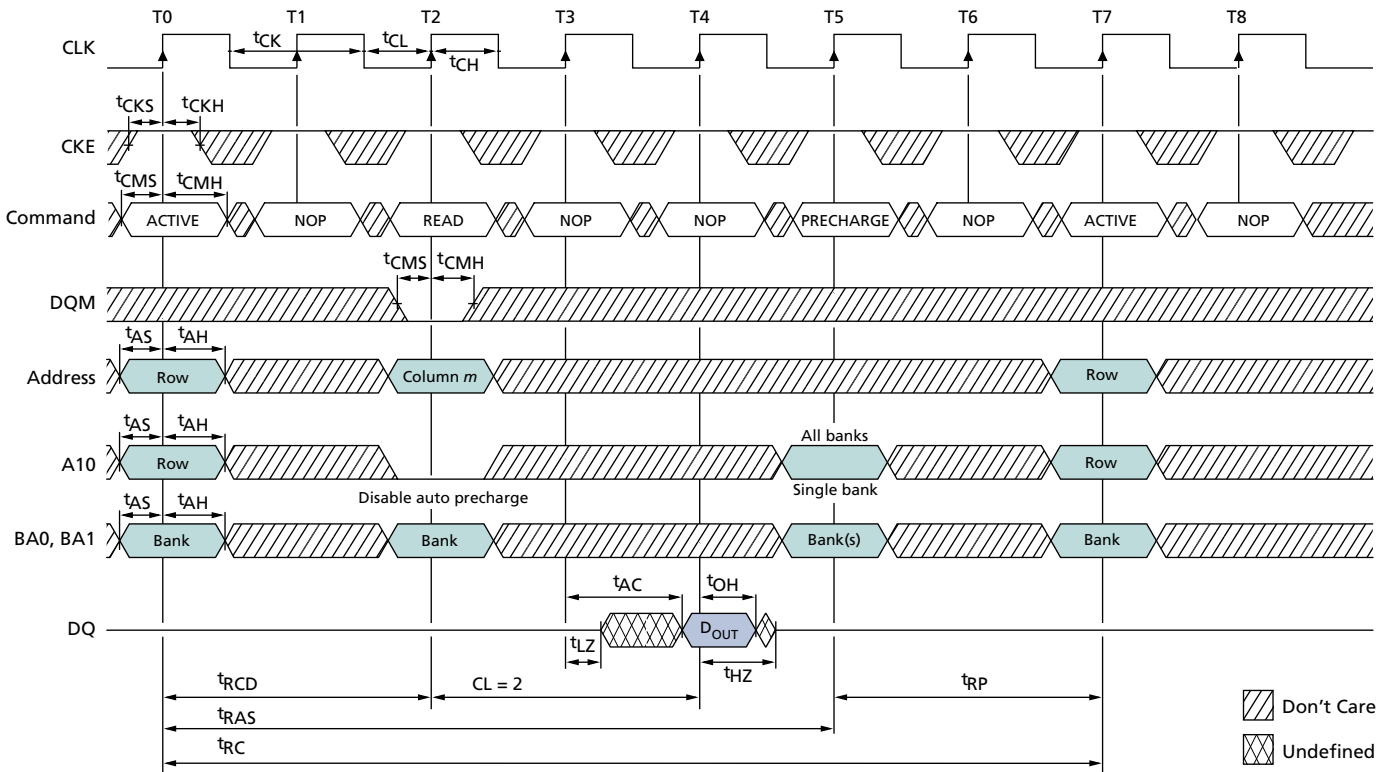 T0 T1 T2 T3 T4 T5 T6 T7 T8
CLK
tCK tCL
tCH
tCKS tCKH
CKE
tCMS tCMH
Command ACTIVE NOP READ NOP NOP PRECHARGE NOP ACTIVE NOP
tCMS tCMH
DQM
tAS tAH
Address Row Column m Row
tAS tAH
All banks
A10 Row Row
Disable auto precharge Single bank
tAS tAH
BA0, BA1 Bank Bank Bank(s) Bank
tAC tOH
DQ DOUT
tLZ tHZ
tRCD CL = 2 tRP
tRAS
tRC
Don't Care
Undefined